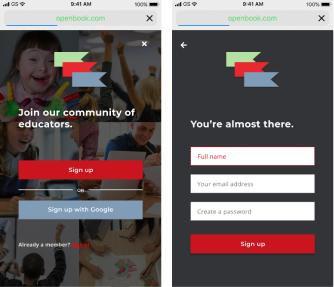 GS 9:41 AM 100%
openbook.com
Join our community of
educators.
Sign up
OR
Sign up with Google
Already a member? Sign in
GS 9:41 AM 100%
openbook.com
You're almost there.
Full name
Your email address
Create a password
Sign up